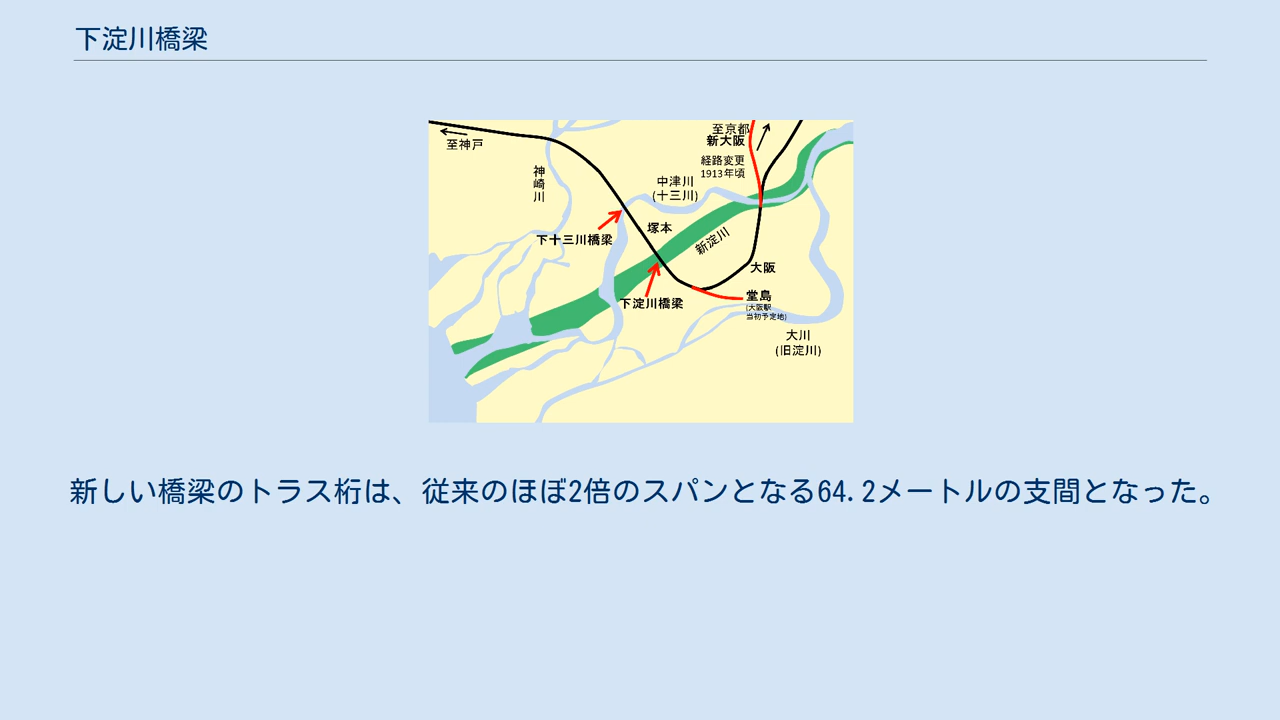 下淀川橋梁
至神戸
至京都
新大阪
経路変更
1913年頃
神崎川
中津川
(十三川)
塚本
下十三川橋梁
新淀川
大阪
下淀川橋梁
堂島
(大阪駅
当初予定地)
大川
(旧淀川)
新しい橋梁のトラス桁は、従来のほぼ2倍のスパンとなる64.2メートルの支間となった。